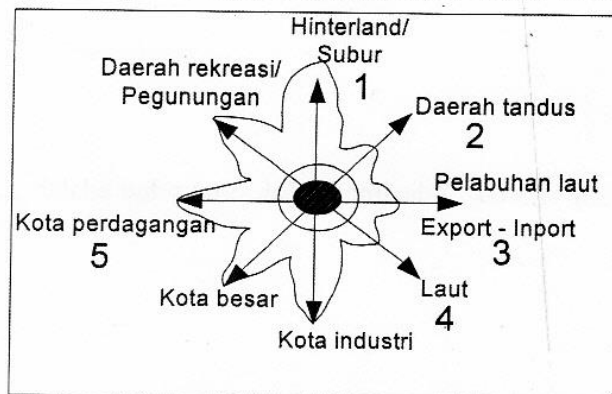 Hinterland/
Subur
1
Daerah rekreasi/
Pegunungan
Daerah tandus
2
Pelabuhan laut
Export - Inport
3
Kota perdagangan
5
Laut
4
Kota besar
Kota industri